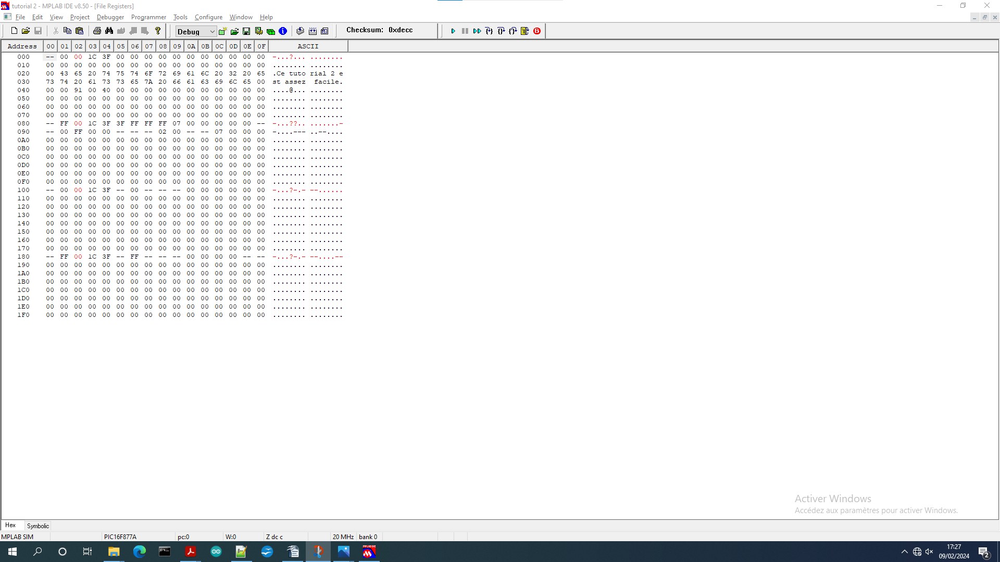 tutorial 2 - MPLAB IDE v8.50 - [File Registers]
File Edit View Project Debugger Programmer Tools Configure Window Help
Debug Checksum: 0xdecc
Address 00 01 02 03 04 05 06 07 08 09 0A 0B 0C 0D 0E 0F ASCII
000 -- 00 00 1C 3F 00 00 00 00 00 00 00 00 00 00 00 -...?... ........
010 00 00 00 00 00 00 00 00 00 00 00 00 00 00 00 00 ........ ........
020 00 43 65 20 74 75 74 6F 72 69 61 6C 20 32 20 65 .Ce tuto rial 2 e
030 73 74 20 61 73 73 65 7A 20 66 61 63 69 6C 65 00 st assez  facile.
040 00 00 91 00 40 00 00 00 00 00 00 00 00 00 00 00 ....@... ........
050 00 00 00 00 00 00 00 00 00 00 00 00 00 00 00 00 ........ ........
060 00 00 00 00 00 00 00 00 00 00 00 00 00 00 00 00 ........ ........
070 00 00 00 00 00 00 00 00 00 00 00 00 00 00 00 00 ........ ........
080 -- FF 00 1C 3F 3F FF FF FF 07 00 00 00 00 00 -- -...??.. .......-
090 -- 00 FF 00 00 -- -- -- 02 00 -- -- 07 00 00 00 -....--- ..--....
0A0 00 00 00 00 00 00 00 00 00 00 00 00 00 00 00 00 ........ ........
0B0 00 00 00 00 00 00 00 00 00 00 00 00 00 00 00 00 ........ ........
0C0 00 00 00 00 00 00 00 00 00 00 00 00 00 00 00 00 ........ ........
0D0 00 00 00 00 00 00 00 00 00 00 00 00 00 00 00 00 ........ ........
0E0 00 00 00 00 00 00 00 00 00 00 00 00 00 00 00 00 ........ ........
0F0 00 00 00 00 00 00 00 00 00 00 00 00 00 00 00 00 ........ ........
100 -- 00 00 1C 3F -- 00 -- -- -- 00 00 00 00 00 00 -...?-.- --......
110 00 00 00 00 00 00 00 00 00 00 00 00 00 00 00 00 ........ ........
120 00 00 00 00 00 00 00 00 00 00 00 00 00 00 00 00 ........ ........
130 00 00 00 00 00 00 00 00 00 00 00 00 00 00 00 00 ........ ........
140 00 00 00 00 00 00 00 00 00 00 00 00 00 00 00 00 ........ ........
150 00 00 00 00 00 00 00 00 00 00 00 00 00 00 00 00 ........ ........
160 00 00 00 00 00 00 00 00 00 00 00 00 00 00 00 00 ........ ........
170 00 00 00 00 00 00 00 00 00 00 00 00 00 00 00 00 ........ ........
180 -- FF 00 1C 3F -- FF -- -- -- 00 00 00 00 -- -- -...?-.- --....--
190 00 00 00 00 00 00 00 00 00 00 00 00 00 00 00 00 ........ ........
1A0 00 00 00 00 00 00 00 00 00 00 00 00 00 00 00 00 ........ ........
1B0 00 00 00 00 00 00 00 00 00 00 00 00 00 00 00 00 ........ ........
1C0 00 00 00 00 00 00 00 00 00 00 00 00 00 00 00 00 ........ ........
1D0 00 00 00 00 00 00 00 00 00 00 00 00 00 00 00 00 ........ ........
1E0 00 00 00 00 00 00 00 00 00 00 00 00 00 00 00 00 ........ ........
1F0 00 00 00 00 00 00 00 00 00 00 00 00 00 00 00 00 ........ ........
Activer Windows
Accédez aux paramètres pour activer Windows.
Hex Symbolic
MPLAB SIM PIC16F877A pc:0 W:0 Z dc c 20 MHz bank 0
17:27
09/02/2024
2